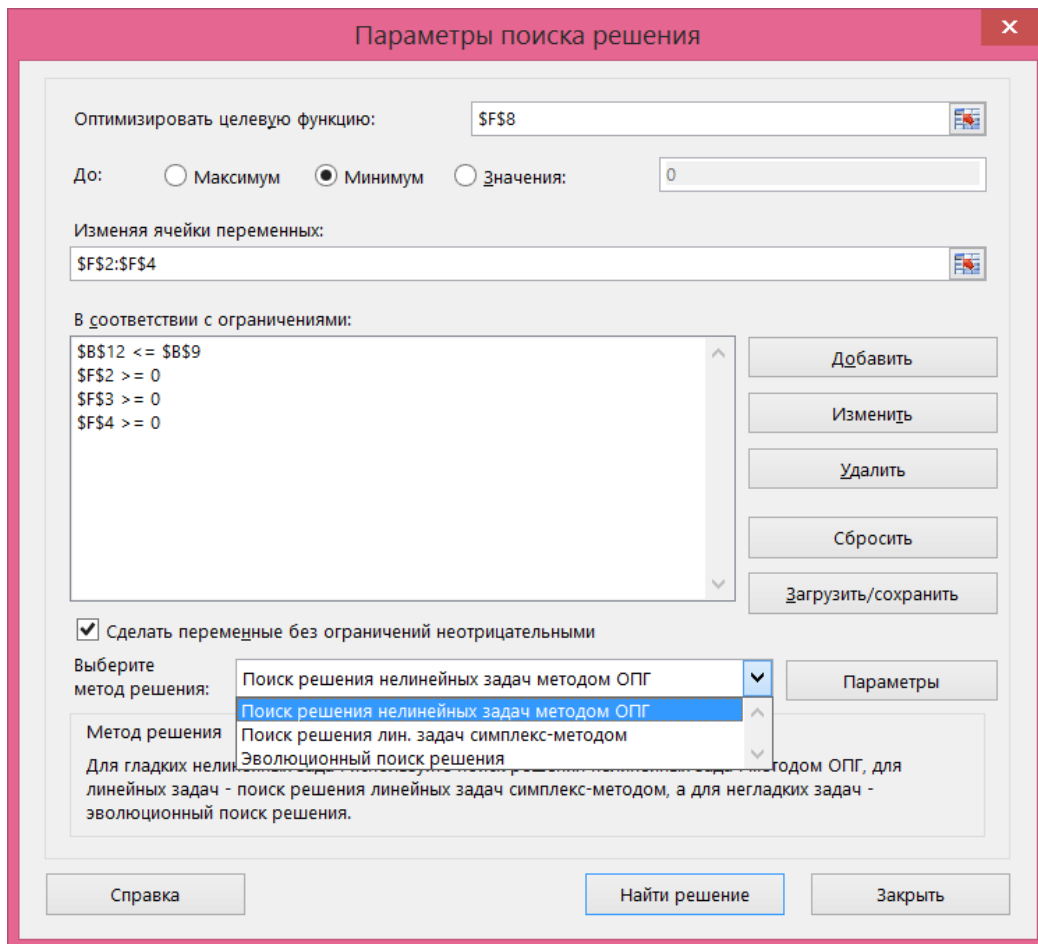 Параметры поиска решения
Оптимизировать целевую функцию:
$F$8
До:
Максимум
Минимум
Значения:
0
Изменяя ячейки переменных:
$F$2:$F$4
В соответствии с ограничениями:
$B$12 <= $B$9
$F$2 >= 0
$F$3 >= 0
$F$4 >= 0
Добавить
Изменить
Удалить
Сбросить
Загрузить/сохранить
Сделать переменные без ограничений неотрицательными
Выберите
метод решения:
Поиск решения нелинейных задач методом ОПГ
Параметры
Поиск решения нелинейных задач методом ОПГ
Поиск решения лин. задач симплекс-методом
Эволюционный поиск решения
Метод решения
Для гладких методом ОПГ, для
линейных задач - поиск решения линейных задач симплекс-методом, а для негладких задач -
эволюционный поиск решения.
Справка
Найти решение
Закрыть